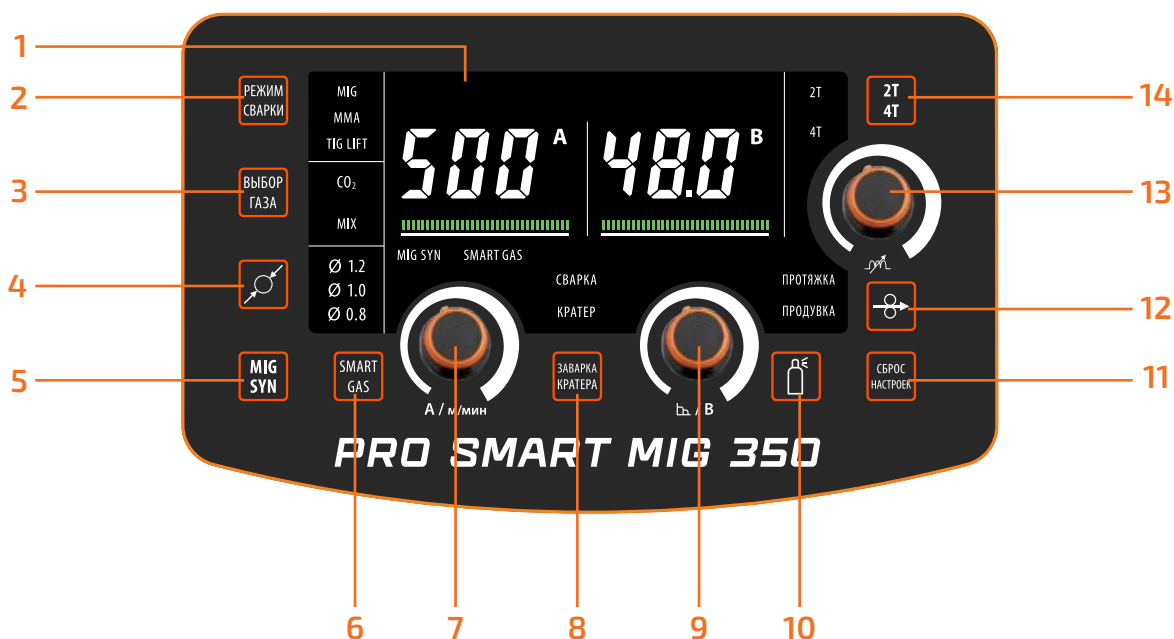 1
2
3
4
5
6
7
8
9
10
11
12
13
14
РЕЖИМ
СВАРКИ
ВЫБОР
ГАЗА
MIG
SYN
MIG
MMA
TIG LIFT
CO₂
MIX
Ø 1.2
Ø 1.0
Ø 0.8
500 A
48.0 B
MIG SYN SMART GAS
СВАРКА
КРАТЕР
2T
4T
ПРОТЯЖКА
ПРОДУВКА
2T
4T
SMART
GAS
A / м/мин
ЗАВАРКА
КРАТЕРА
/ B
СБРОС
НАСТРОЕК
PRO SMART MIG 350